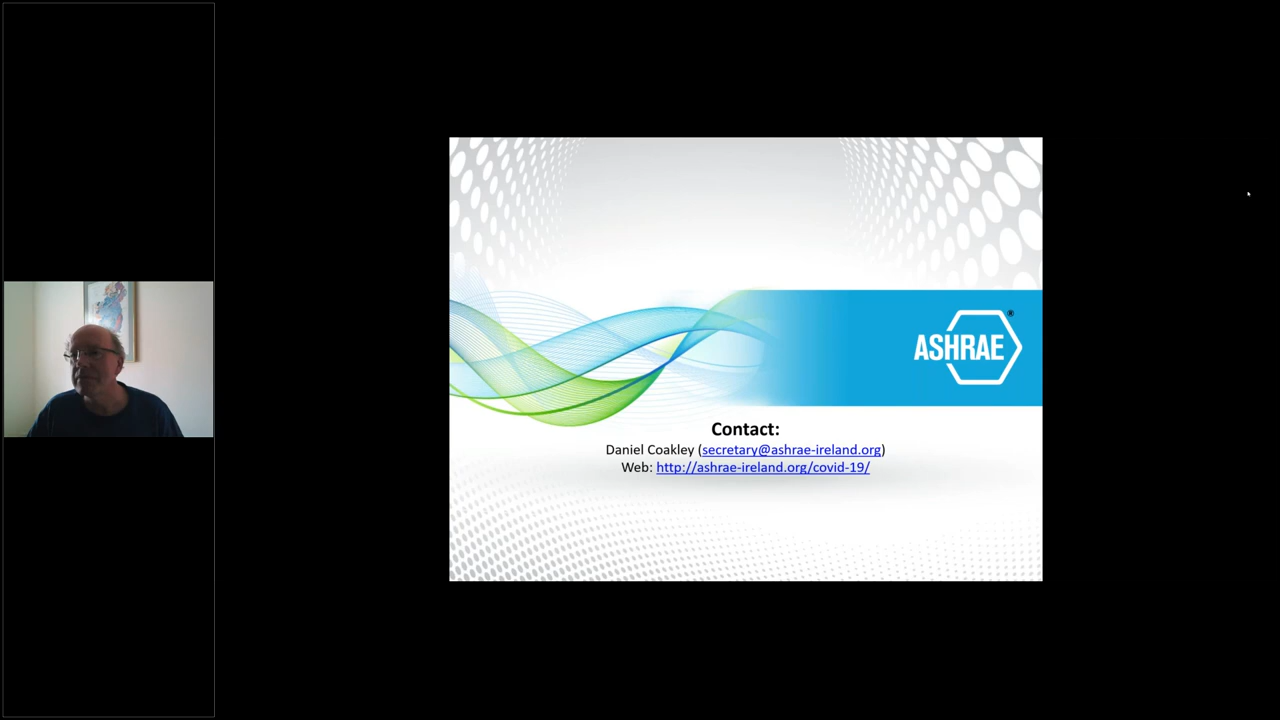 ASHRAE®
Contact:
Daniel Coakley (secretary@ashrae-ireland.org)
Web: http://ashrae-ireland.org/covid-19/